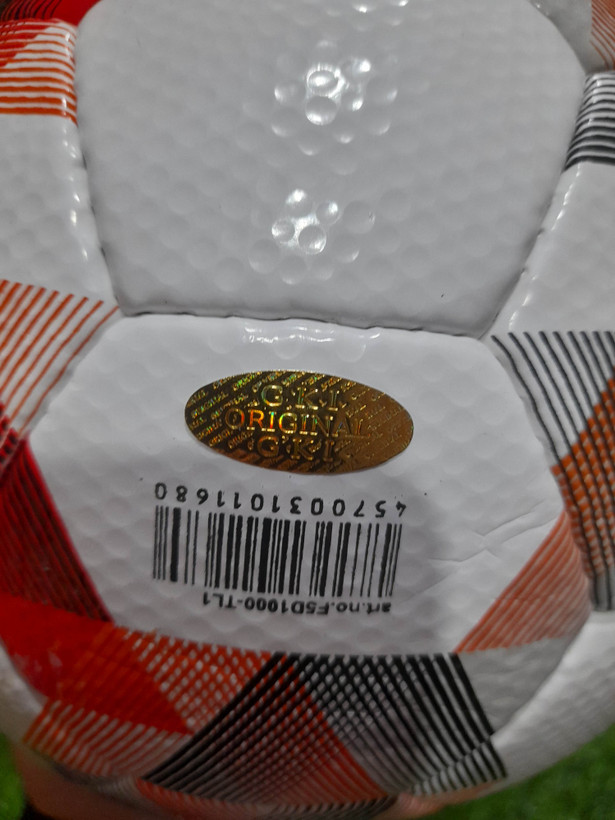 G.K.I
ORIGINAL
G.K.I
4570031011680
art.no.F5D1000-TL1